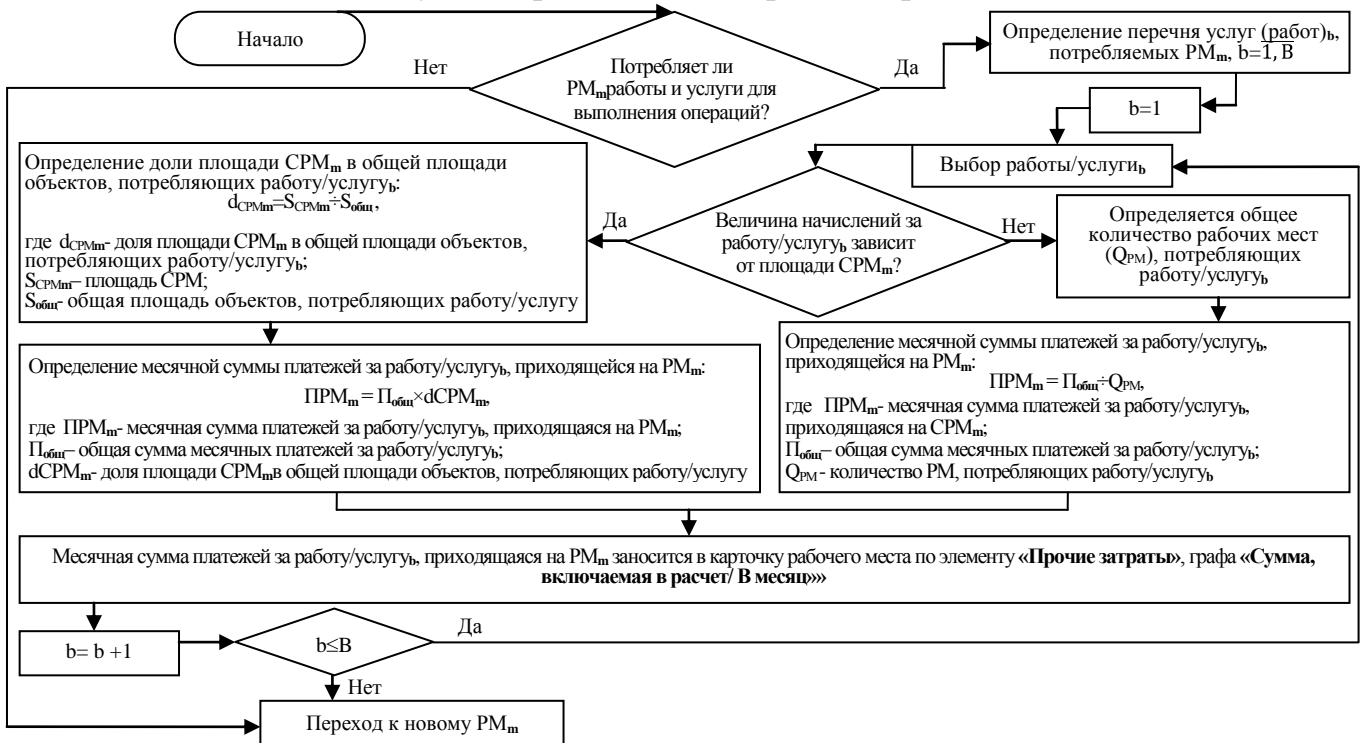 Начало
Потребляет ли
РМm работы и услуги для
выполнения операций?
Нет
Да
Определение перечня услуг (работ)b,
потребляемых РМm, b=1, B
b=1
Выбор работы/услугиb
Величина начислений за
работу/услугуb зависит
от площади СРМm?
Да
Нет
Определение доли площади СРМm в общей площади
объектов, потребляющих работу/услугуb:
dСРМm=SСРМm÷Sобщ,
где dСРМm- доля площади СРМm в общей площади объектов,
потребляющих работу/услугуb;
SСРМm– площадь СРМ;
Sобщ- общая площадь объектов, потребляющих работу/услугу
Определяется общее
количество рабочих мест
(QРМ), потребляющих
работу/услугуb
Определение месячной суммы платежей за работу/услугуb, приходящейся на РМm:
ПРМm = Побщ×dСРМm,
где ПРМm- месячная сумма платежей за работу/услугуb, приходящаяся на РМm;
Побщ– общая сумма месячных платежей за работу/услугуb;
dСРМm- доля площади СРМm в общей площади объектов, потребляющих работу/услугу
Определение месячной суммы платежей за работу/услугуb,
приходящейся на РМm:
ПРМm = Побщ÷QРМ,
где ПРМm- месячная сумма платежей за работу/услугуb,
приходящаяся на СРМm;
Побщ– общая сумма месячных платежей за работу/услугуb;
QРМ - количество РМ, потребляющих работу/услугуb
Месячная сумма платежей за работу/услугуb, приходящаяся на РМm заносится в карточку рабочего места по элементу «Прочие затраты», графа «Сумма,
включаемая в расчет/ В месяц»»
b= b +1
b≤B
Да
Нет
Переход к новому РМm